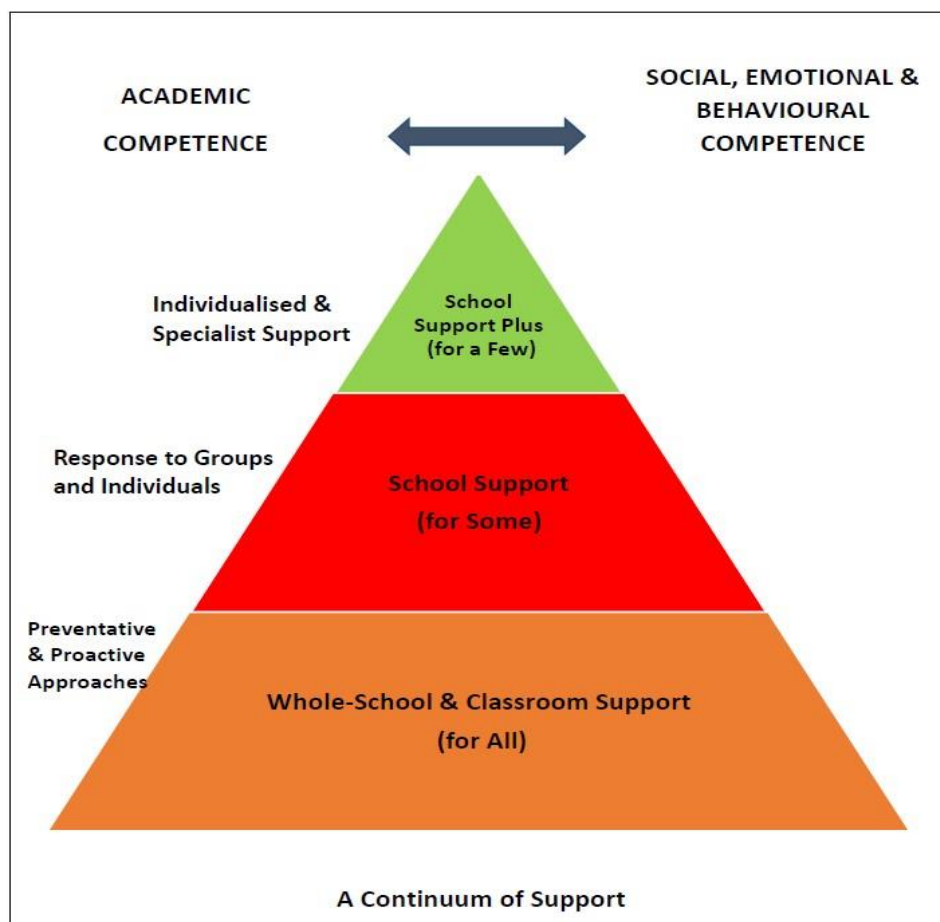 ACADEMIC
COMPETENCE
SOCIAL, EMOTIONAL &
BEHAVIOURAL
COMPETENCE
Individualised &
Specialist Support
School
Support Plus
(for a Few)
Response to Groups
and Individuals
School Support
(for Some)
Preventative
& Proactive
Approaches
Whole-School & Classroom Support
(for All)
A Continuum of Support